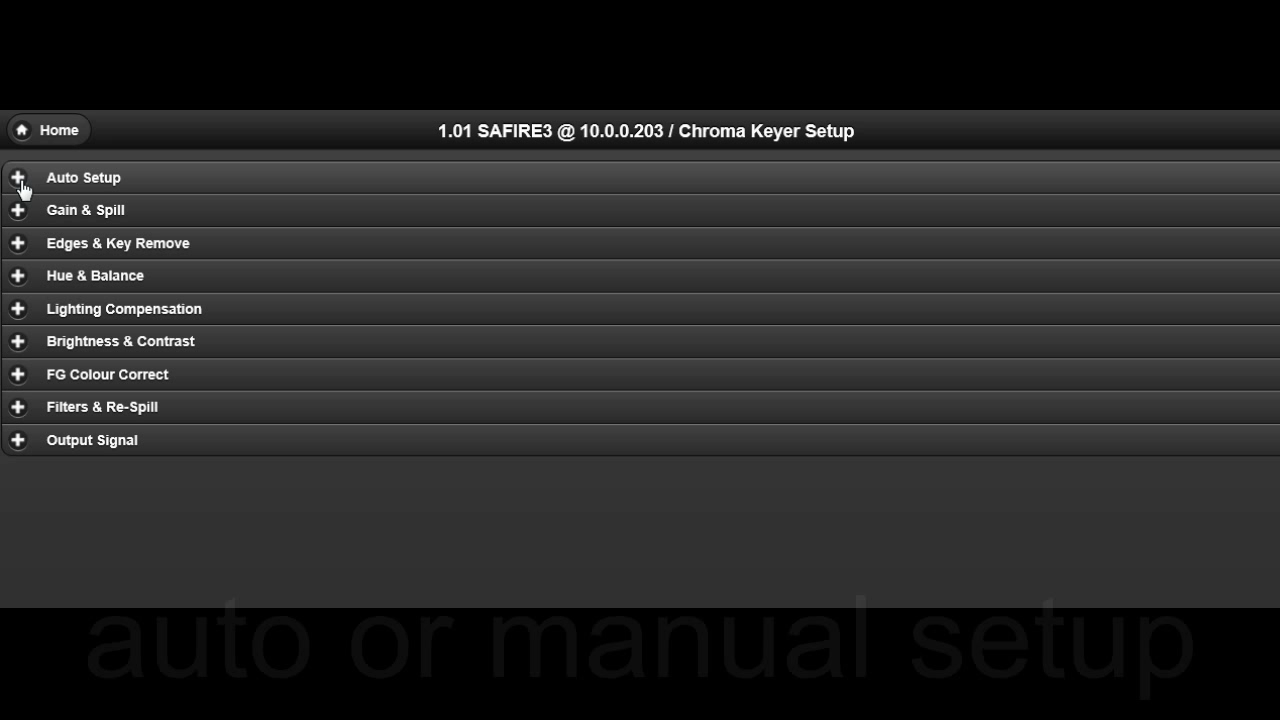 Home
1.01 SAFIRE3 @ 10.0.0.203 / Chroma Keyer Setup
Auto Setup
Gain & Spill
Edges & Key Remove
Hue & Balance
Lighting Compensation
Brightness & Contrast
FG Colour Correct
Filters & Re-Spill
Output Signal
auto or manual setup